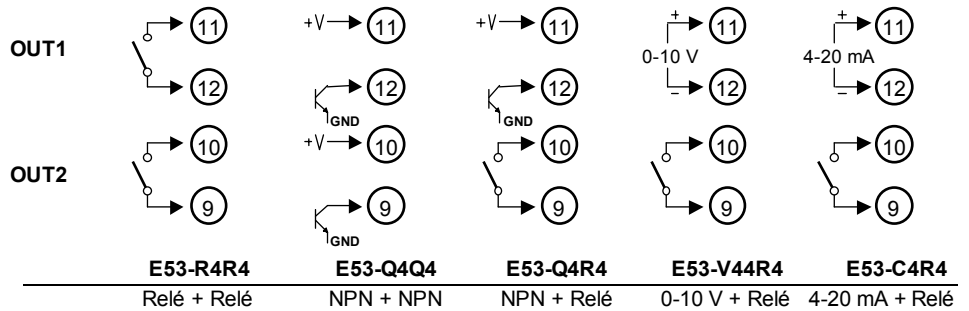 +V 11 +V 11 + 11 + 11
OUT1 11 0-10 V 4-20 mA
12 12 12 − 12 − 12
GND GND
10 +V 10 10 10 10
OUT2
9 9 9 9 9
GND
E53-R4R4 E53-Q4Q4 E53-Q4R4 E53-V44R4 E53-C4R4
Relé + Relé NPN + NPN NPN + Relé 0-10 V + Relé 4-20 mA + Relé